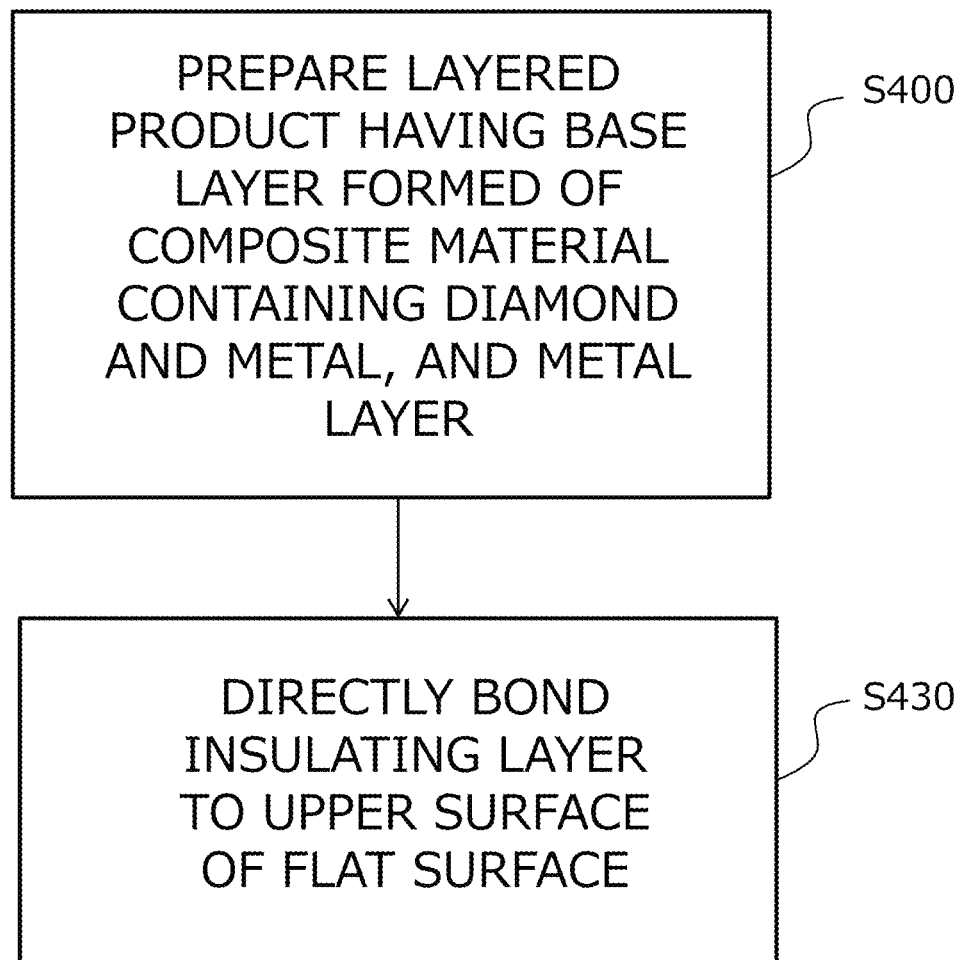 PREPARE LAYERED
PRODUCT HAVING BASE
LAYER FORMED OF
COMPOSITE MATERIAL
CONTAINING DIAMOND
AND METAL, AND METAL
LAYER
S400
DIRECTLY BOND
INSULATING LAYER
TO UPPER SURFACE
OF FLAT SURFACE
S430